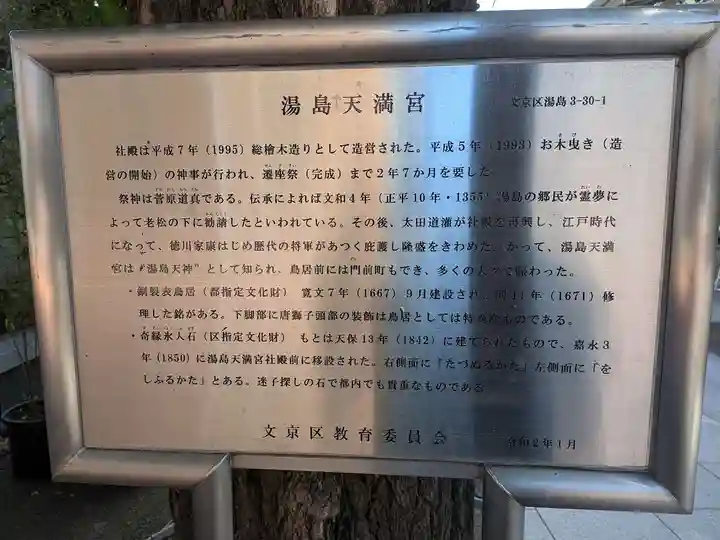 湯島天満宮 文京区湯島3-30-1
社殿は平成7年(1995)総檜木造りとして造営された。平成5年(1993)お木曳き(造
営の開始)の神事が行われ、遷座祭(完成)まで2年7か月を要した
祭神は菅原道真である。伝承によれば文和4年(正平10年・1355)湯島の郷民が霊夢に
よって老松の下に勧請したといわれている。その後、太田道灌が社殿を再興し、江戸時代
になって、徳川家康はじめ歴代の将軍があつく庇護し隆盛をきわめた。かつて、湯島天満
宮は“湯島天神”として知られ、鳥居前には門前町もでき、多くの人々で賑わった。
・銅製表鳥居(都指定文化財) 寛文7年(1667)9月建設され、同11年(1671)修
理した銘がある。下脚部に唐獅子頭部の装飾は鳥居としては特異なものである。
・奇縁氷人石(区指定文化財) もとは天保13年(1842)に建てられたもので、嘉永3
年(1850)に湯島天満宮社殿前に移設された。右側面に「たつぬるかた」左側面に「を
しふるかた」とある。迷子探しの石で都内でも貴重なものである
文京区教育委員会 令和2年1月